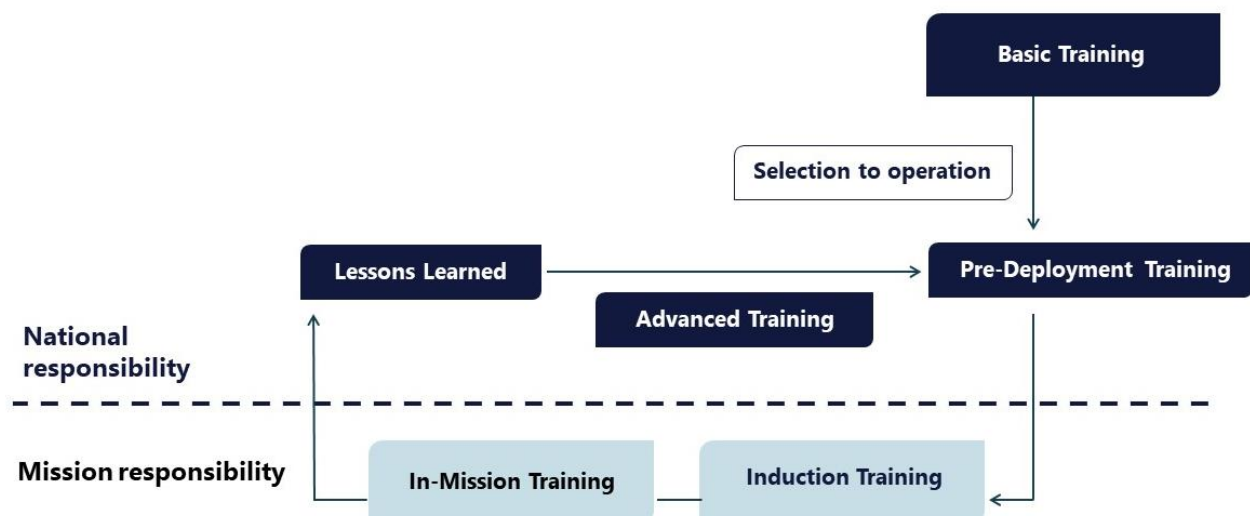 Basic Training
Selection to operation
Lessons Learned
Pre-Deployment Training
Advanced Training
National
responsibility
Mission responsibility
In-Mission Training
Induction Training